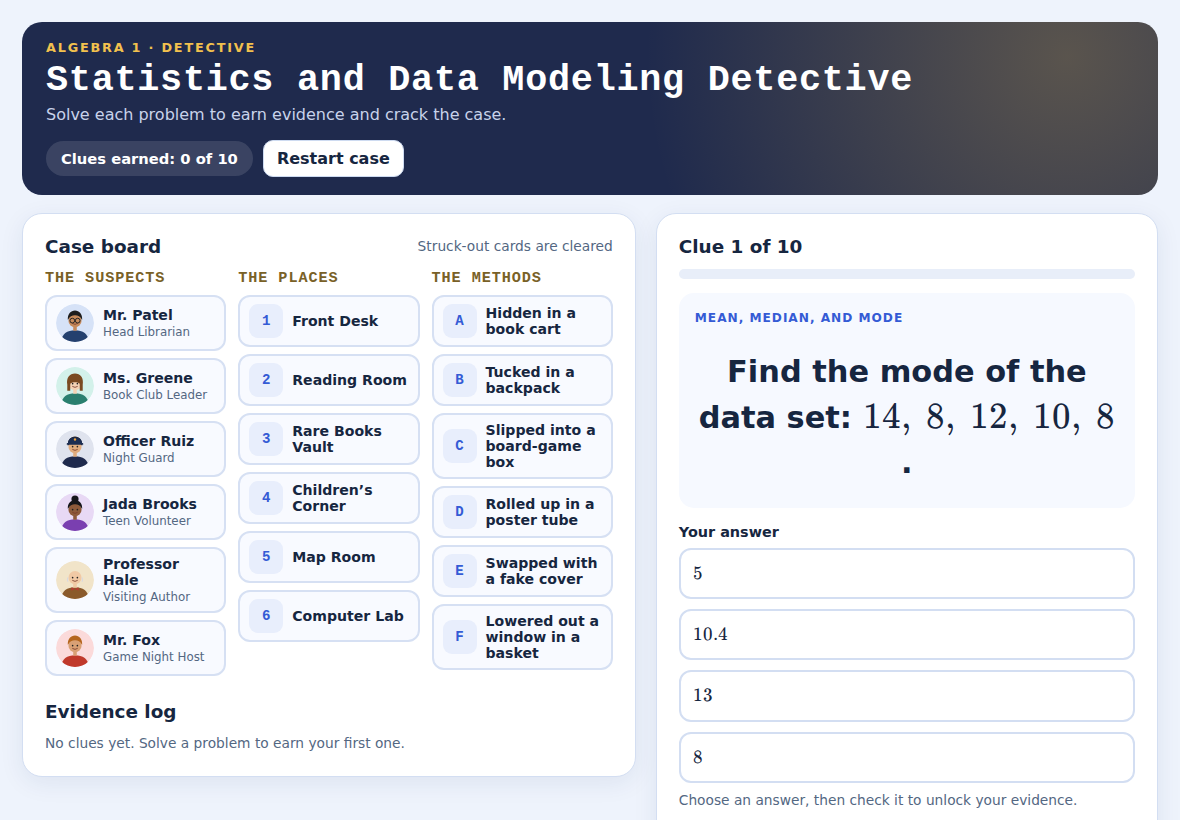 ALGEBRA 1 · DETECTIVE
Statistics and Data Modeling Detective
Solve each problem to earn evidence and crack the case.
Clues earned: 0 of 10
Restart case
Case board
Struck-out cards are cleared
THE SUSPECTS
Mr. Patel
Head Librarian
Ms. Greene
Book Club Leader
Officer Ruiz
Night Guard
Jada Brooks
Teen Volunteer
Professor
Hale
Visiting Author
Mr. Fox
Game Night Host
THE PLACES
1 Front Desk
2 Reading Room
3 Rare Books
Vault
4 Children’s
Corner
5 Map Room
6 Computer Lab
THE METHODS
A Hidden in a
book cart
B Tucked in a
backpack
C Slipped into a
board-game
box
D Rolled up in a
poster tube
E Swapped with
a fake cover
F Lowered out a
window in a
basket
Evidence log
No clues yet. Solve a problem to earn your first one.
Clue 1 of 10
MEAN, MEDIAN, AND MODE
Find the mode of the
data set: 14, 8, 12, 10, 8
.
Your answer
5
10.4
13
8
Choose an answer, then check it to unlock your evidence.